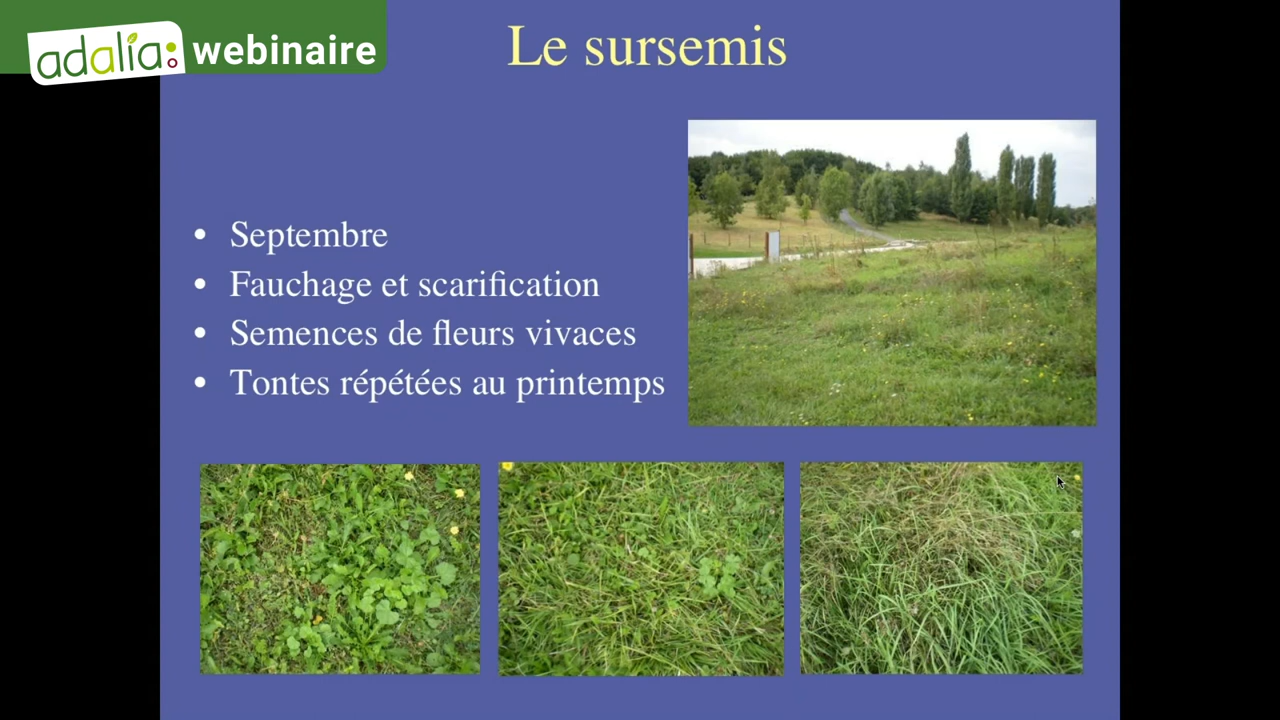 adalia:
webinaire
Le sursemis
• Septembre
• Fauchage et scarification
• Semences de fleurs vivaces
• Tontes répétées au printemps